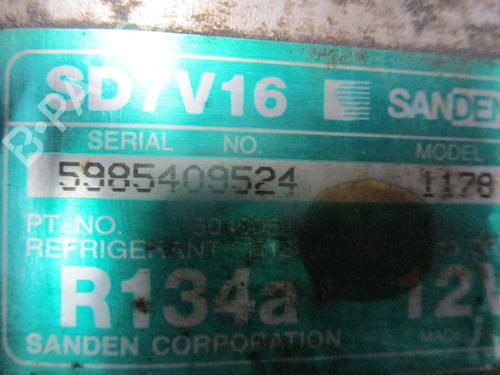 SD7V16 SANDEN
SERIAL NO. MODEL
5985409524 1178
PT. NO.
REFRIGERANT
R134a 12V
SANDEN CORPORATION